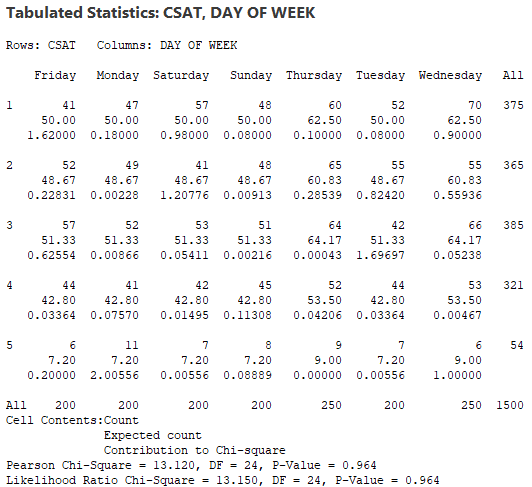 Tabulated Statistics: CSAT, DAY OF WEEK
Rows: CSAT   Columns: DAY OF WEEK
Friday   Monday   Saturday   Sunday   Thursday   Tuesday   Wednesday   All
1   41   47   57   48   60   52   70   375
50.00   50.00   50.00   50.00   62.50   50.00   62.50
1.62000   0.18000   0.98000   0.08000   0.10000   0.08000   0.90000
2   52   49   41   48   65   55   55   365
48.67   48.67   48.67   48.67   60.83   48.67   60.83
0.22831   0.00228   1.20776   0.00913   0.28539   0.82420   0.55936
3   57   52   53   51   64   42   66   385
51.33   51.33   51.33   51.33   64.17   51.33   64.17
0.62554   0.00866   0.05411   0.00216   0.00043   1.69697   0.05238
4   44   41   42   45   52   44   53   321
42.80   42.80   42.80   42.80   53.50   42.80   53.50
0.03364   0.07570   0.01495   0.11308   0.04206   0.03364   0.00467
5   6   11   7   8   9   7   6   54
7.20   7.20   7.20   7.20   9.00   7.20   9.00
0.20000   2.00556   0.00556   0.08889   0.00000   0.00556   1.00000
All   200   200   200   200   250   200   250   1500
Cell Contents:Count
Expected count
Contribution to Chi-square
Pearson Chi-Square = 13.120, DF = 24, P-Value = 0.964
Likelihood Ratio Chi-Square = 13.150, DF = 24, P-Value = 0.964